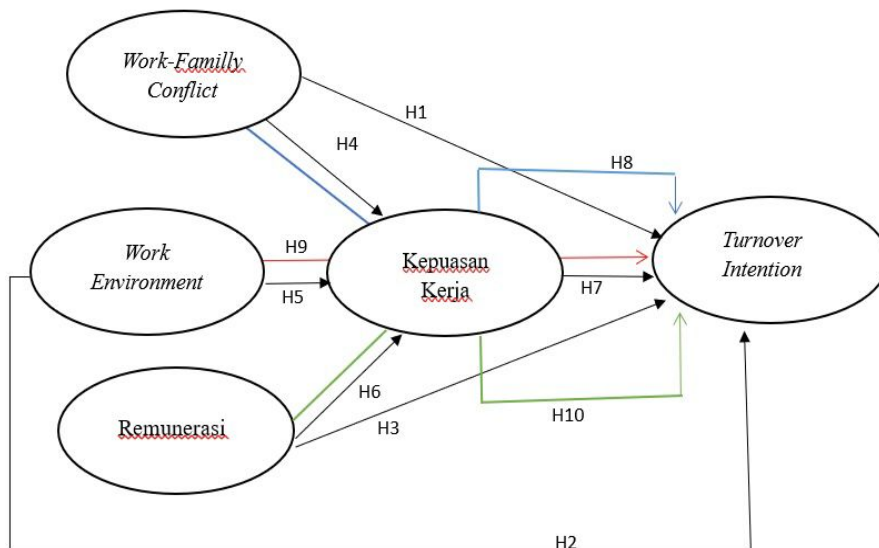 Work-Familly
Conflict
H1
H4
H8
Work
Environment
H9
H5
Kepuasan
Kerja
H7
Turnover
Intention
Remunerasi
H6
H3
H10
H2